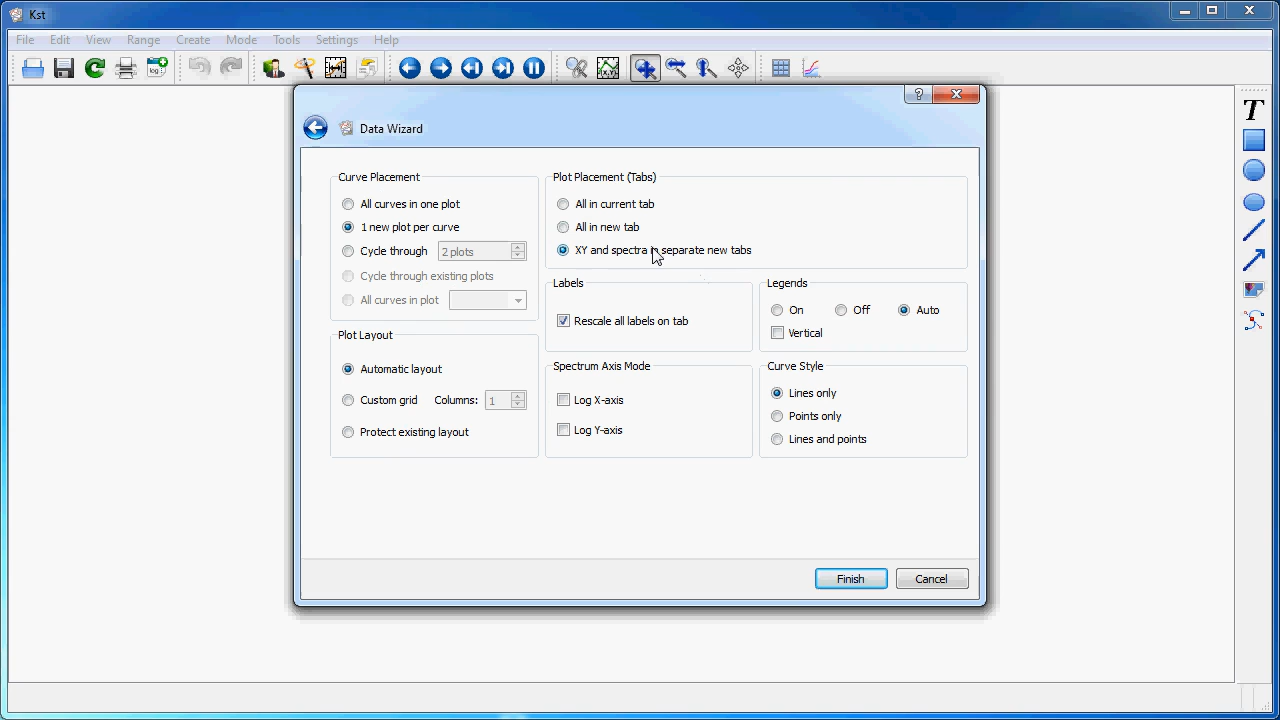 Kst
File Edit View Range Create Mode Tools Settings Help
log:
X,Y
T
?
Data Wizard
Curve Placement
All curves in one plot
1 new plot per curve
Cycle through 2 plots
Cycle through existing plots
All curves in plot
Plot Layout
Automatic layout
Custom grid Columns: 1
Protect existing layout
Plot Placement (Tabs)
All in current tab
All in new tab
XY and spectra in separate new tabs
Labels
Rescale all labels on tab
Legends
On Off Auto
Vertical
Spectrum Axis Mode
Log X-axis
Log Y-axis
Curve Style
Lines only
Points only
Lines and points
Finish Cancel